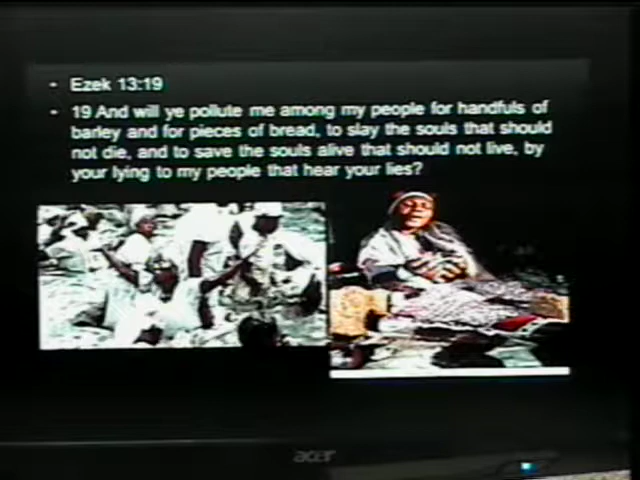 Ezek 13:19
19 And will ye pollute me among my people for handfuls of
barley and for pieces of bread, to slay the souls that should
not die, and to save the souls alive that should not live, by
your lying to my people that hear your lies?
acer